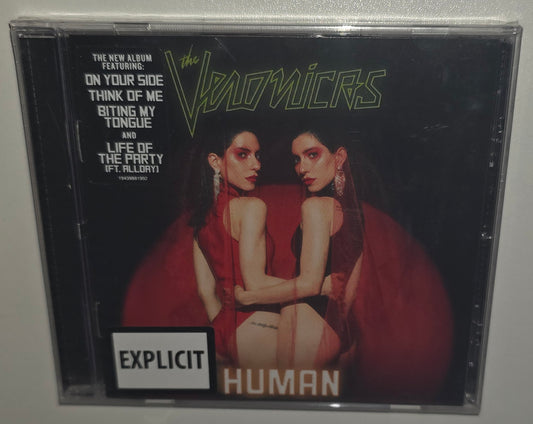 THE NEW ALBUM
FEATURING:
ON YOUR SIDE
THINK OF ME
BITING MY
TONGUE
AND
LIFE OF
THE PARTY
(FT. ALLDAY)
the
Veronicas
EXPLICIT
HUMAN